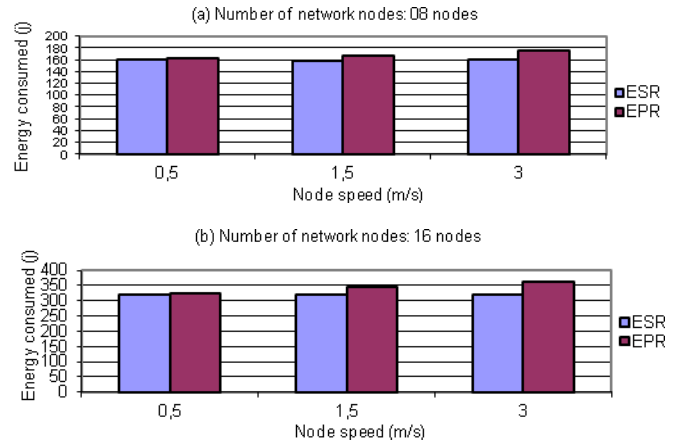 (a) Number of network nodes: 08 nodes
Energy consumed (j)
200
180
160
140
120
100
80
60
40
20
0
0,5
1,5
3
Node speed (m/s)
ESR
EPR
(b) Number of network nodes: 16 nodes
Energy consumed (j)
400
350
300
250
200
150
100
50
0
0,5
1,5
3
Node speed (m/s)
ESR
EPR